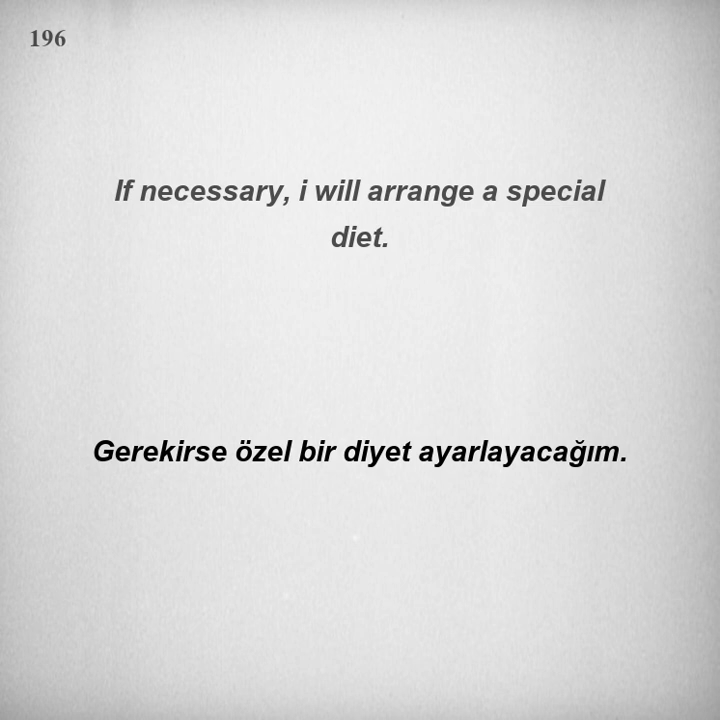 196
If necessary, i will arrange a special
diet.
Gerekirse özel bir diyet ayarlayacağım.